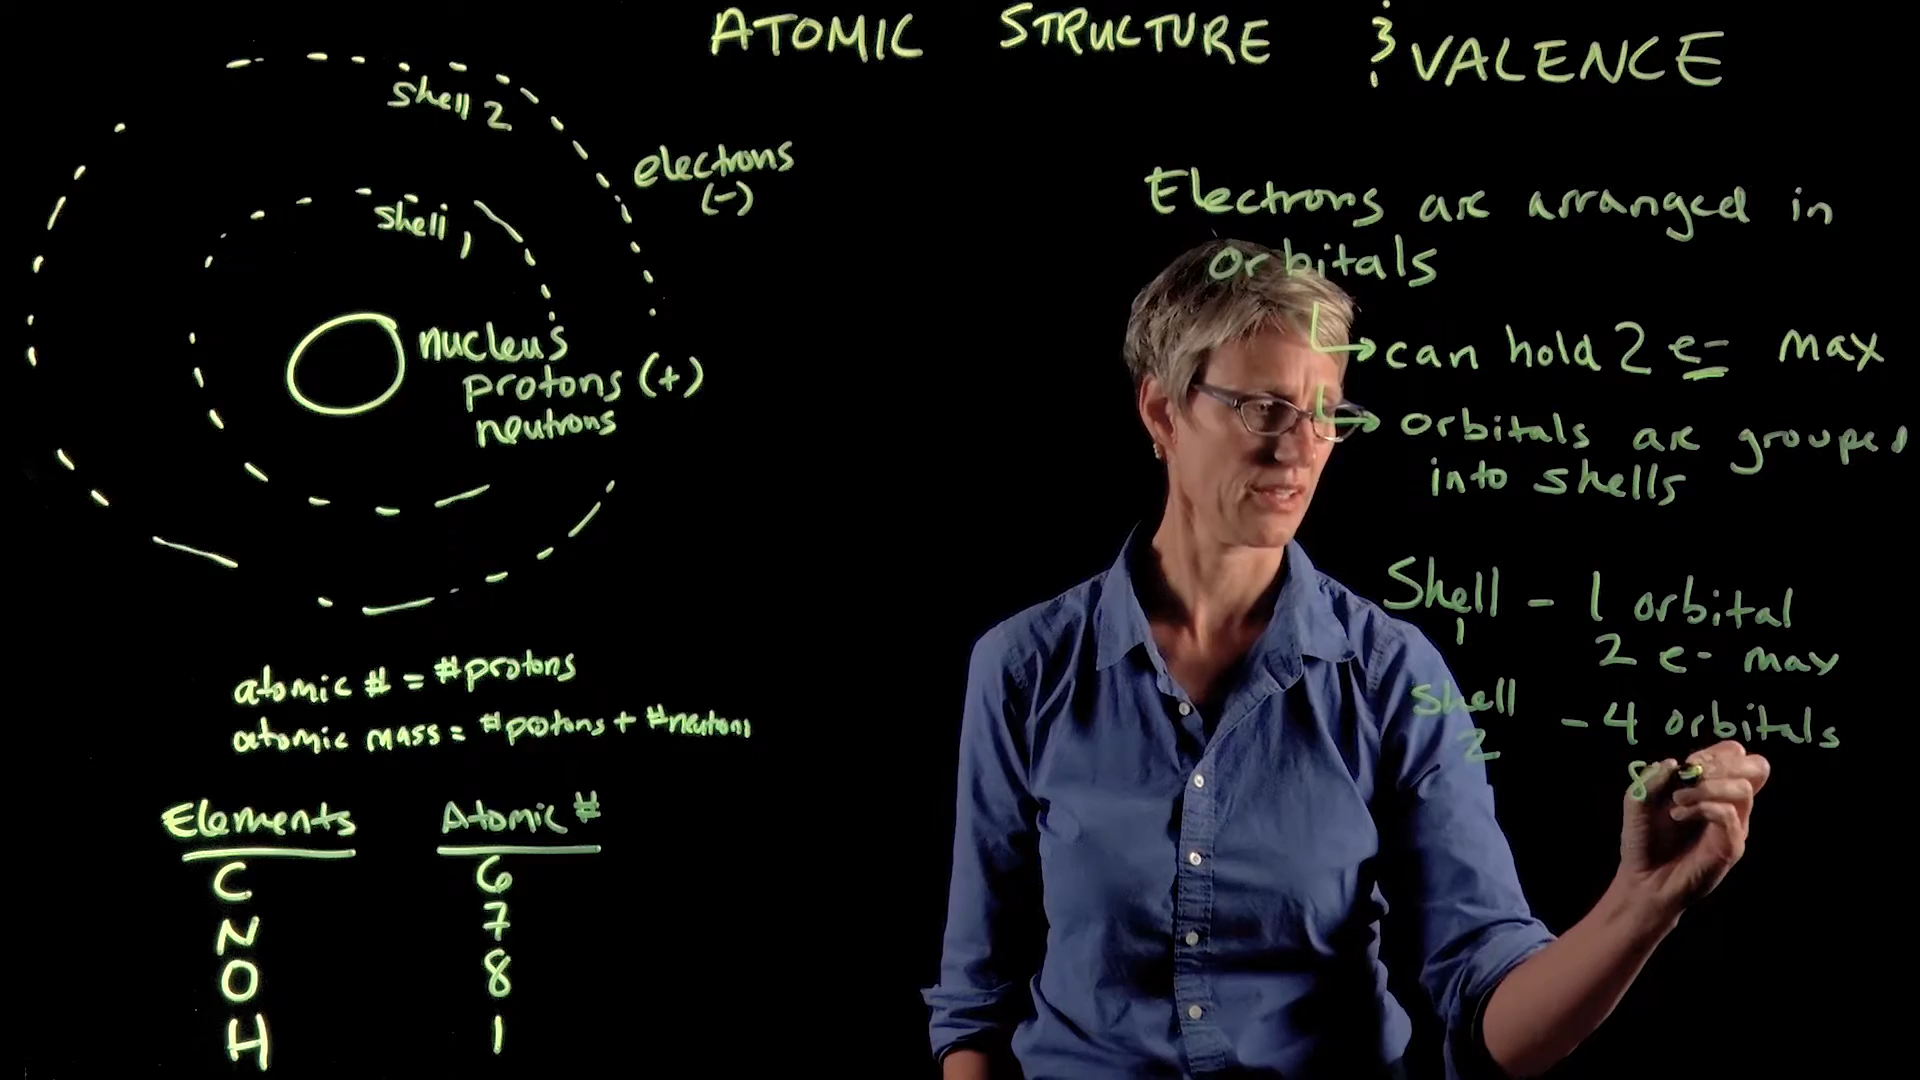 ATOMIC STRUCTURE & VALENCE
shell 2
electrons
(-)
shell 1
nucleus
protons (+)
neutrons
atomic # = #protons
atomic mass = #protons + #neutrons
Elements Atomic #
C 6
N 7
O 8
H 1
Electrons are arranged in
orbitals
can hold 2 e- max
orbitals are grouped
into shells
Shell 1 - 1 orbital
2 e- max
Shell 2 - 4 orbitals
8